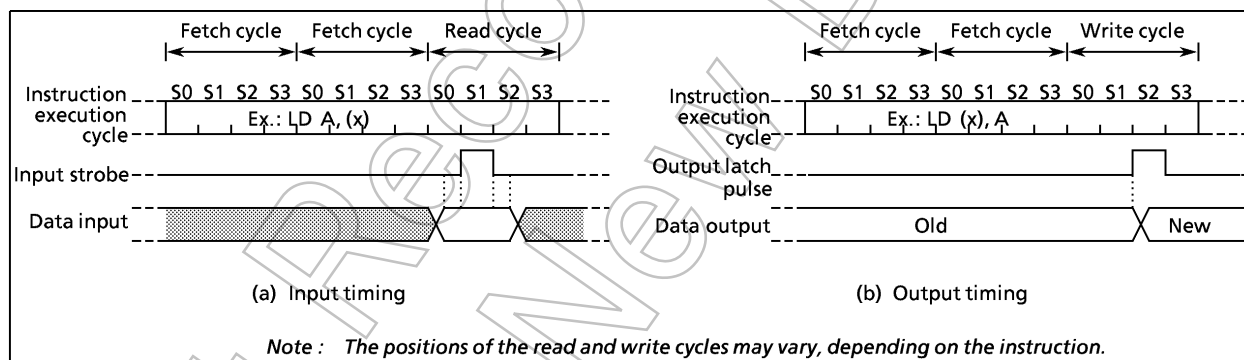 Fetch cycle Fetch cycle Read cycle
S0 S1 S2 S3 S0 S1 S2 S3 S0 S1 S2 S3
Instruction
execution
cycle
Ex.: LD A, (x)
Input strobe
Data input
(a) Input timing
Fetch cycle Fetch cycle Write cycle
S0 S1 S2 S3 S0 S1 S2 S3 S0 S1 S2 S3
Instruction
execution
cycle
Ex.: LD (x), A
Output latch
pulse
Data output
Old
New
(b) Output timing
Note : The positions of the read and write cycles may vary, depending on the instruction.
Reco
New